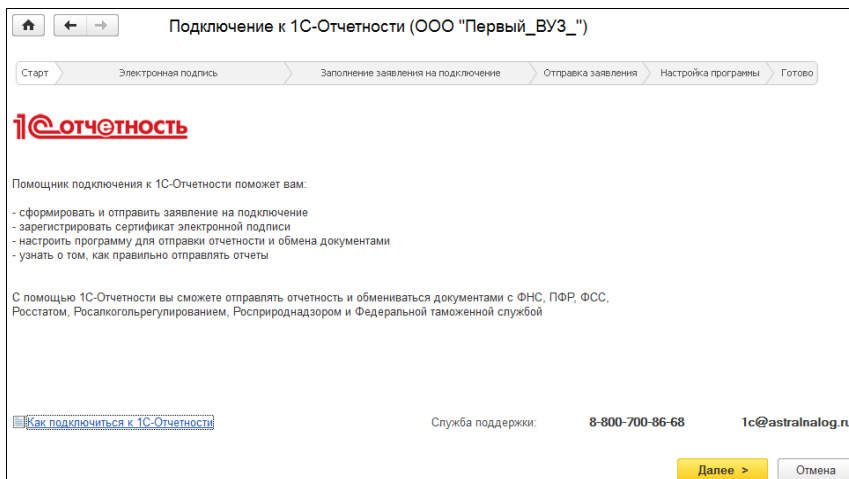 Подключение к 1С-Отчетности (ООО "Первый_ВУЗ_")
Старт Электронная подпись Заполнение заявления на подключение Отправка заявления Настройка программы Готово
1С ОТЧЕТНОСТЬ
Помощник подключения к 1С-Отчетности поможет вам:
- сформировать и отправить заявление на подключение
- зарегистрировать сертификат электронной подписи
- настроить программу для отправки отчетности и обмена документами
- узнать о том, как правильно отправлять отчеты
С помощью 1С-Отчетности вы сможете отправлять отчетность и обмениваться документами с ФНС, ПФР, ФСС,
Росстатом, Росалкогольрегулированием, Росприроднадзором и Федеральной таможенной службой
Как подключиться к 1С-Отчетности Служба поддержки: 8-800-700-86-68 1c@astralnalog.ru
Далее > Отмена